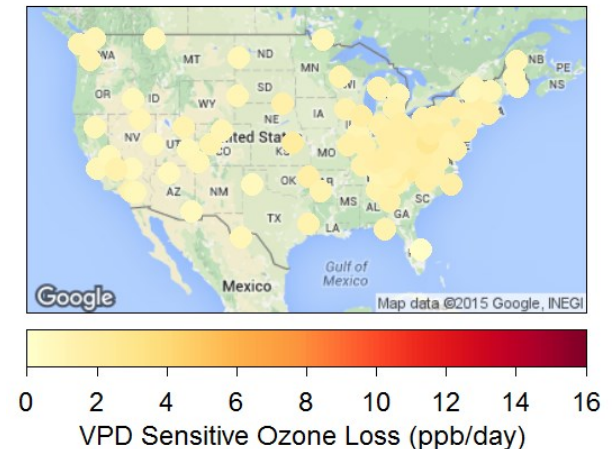 WA
MT
ND
MN
NB
PE
NS
OR
ID
WY
SD
WI
IA
NE
NV
UT
CO
United States
KS
MO
AZ
NM
OK
AR
MS
AL
SC
GA
TX
LA
Gulf of
Mexico
Mexico
Google
Map data ©2015 Google, INEGI
0 2 4 6 8 10 12 14 16
VPD Sensitive Ozone Loss (ppb/day)